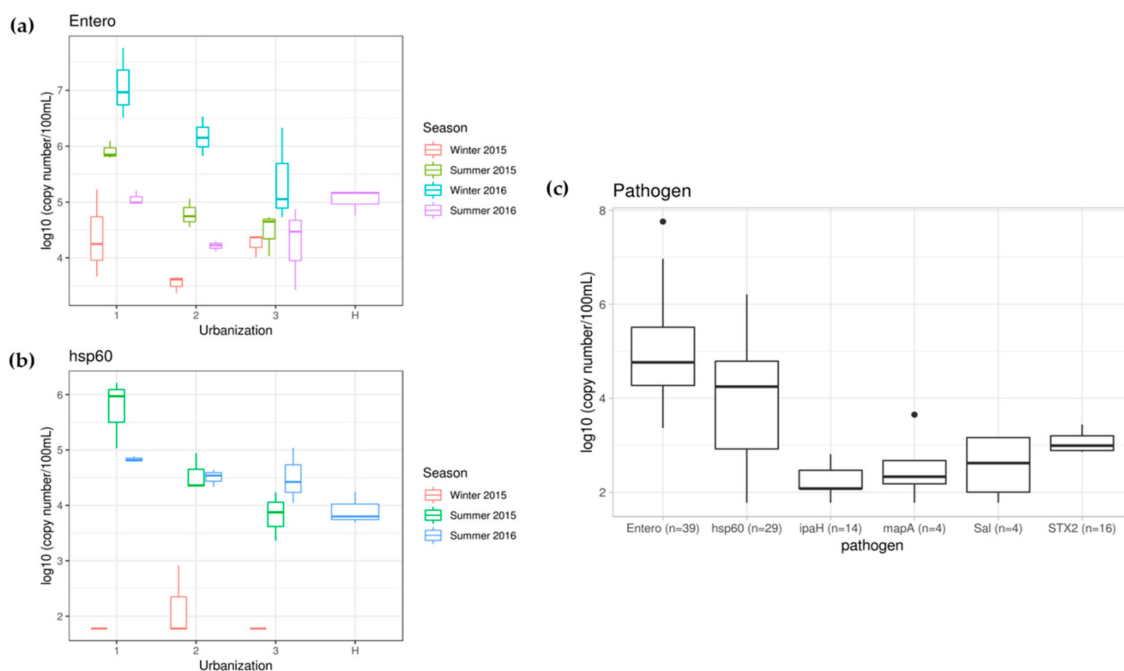 (a)
Entero
log10 (copy number/100mL)
7
6
5
4
1
2
3
H
Urbanization
Season
Winter 2015
Summer 2015
Winter 2016
Summer 2016
(b)
hsp60
log10 (copy number/100mL)
6
5
4
3
2
1
2
3
H
Urbanization
Season
Winter 2015
Summer 2015
Summer 2016
(c)
Pathogen
log10 (copy number/100mL)
8
6
4
2
Entero (n=39)
hsp60 (n=29)
ipaH (n=14)
mapA (n=4)
Sal (n=4)
STX2 (n=16)
pathogen